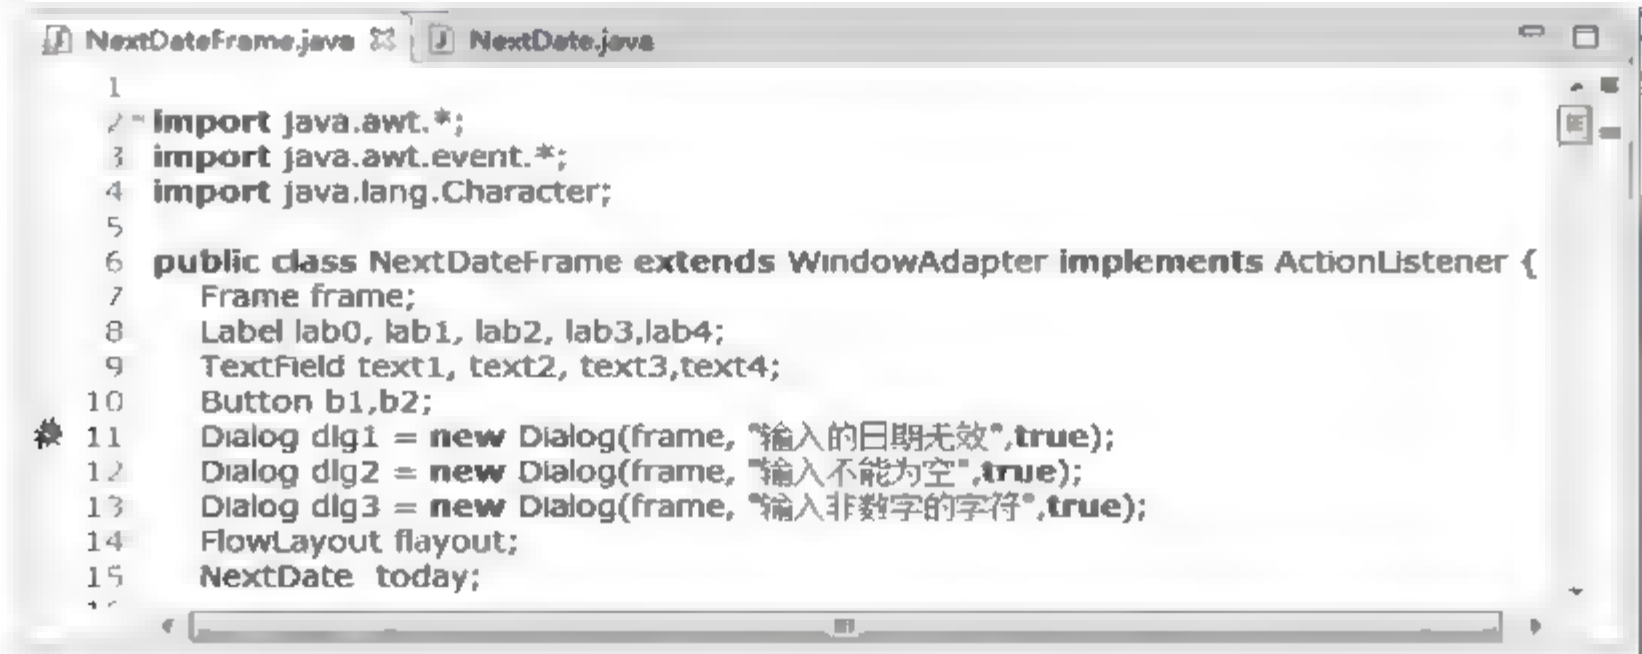 NextDateFrame.java NextDate.java
1
2 import java.awt.*;
3 import java.awt.event.*;
4 import java.lang.Character;
5
6 public class NextDateFrame extends WindowAdapter implements ActionListener {
7 Frame frame;
8 Label lab0, lab1, lab2, lab3,lab4;
9 TextField text1, text2, text3,text4;
10 Button b1,b2;
11 Dialog dlg1 = new Dialog(frame, "输入的日期无效",true);
12 Dialog dlg2 = new Dialog(frame, "输入不能为空",true);
13 Dialog dlg3 = new Dialog(frame, "输入非数字的字符",true);
14 FlowLayout flayout;
15 NextDate today;